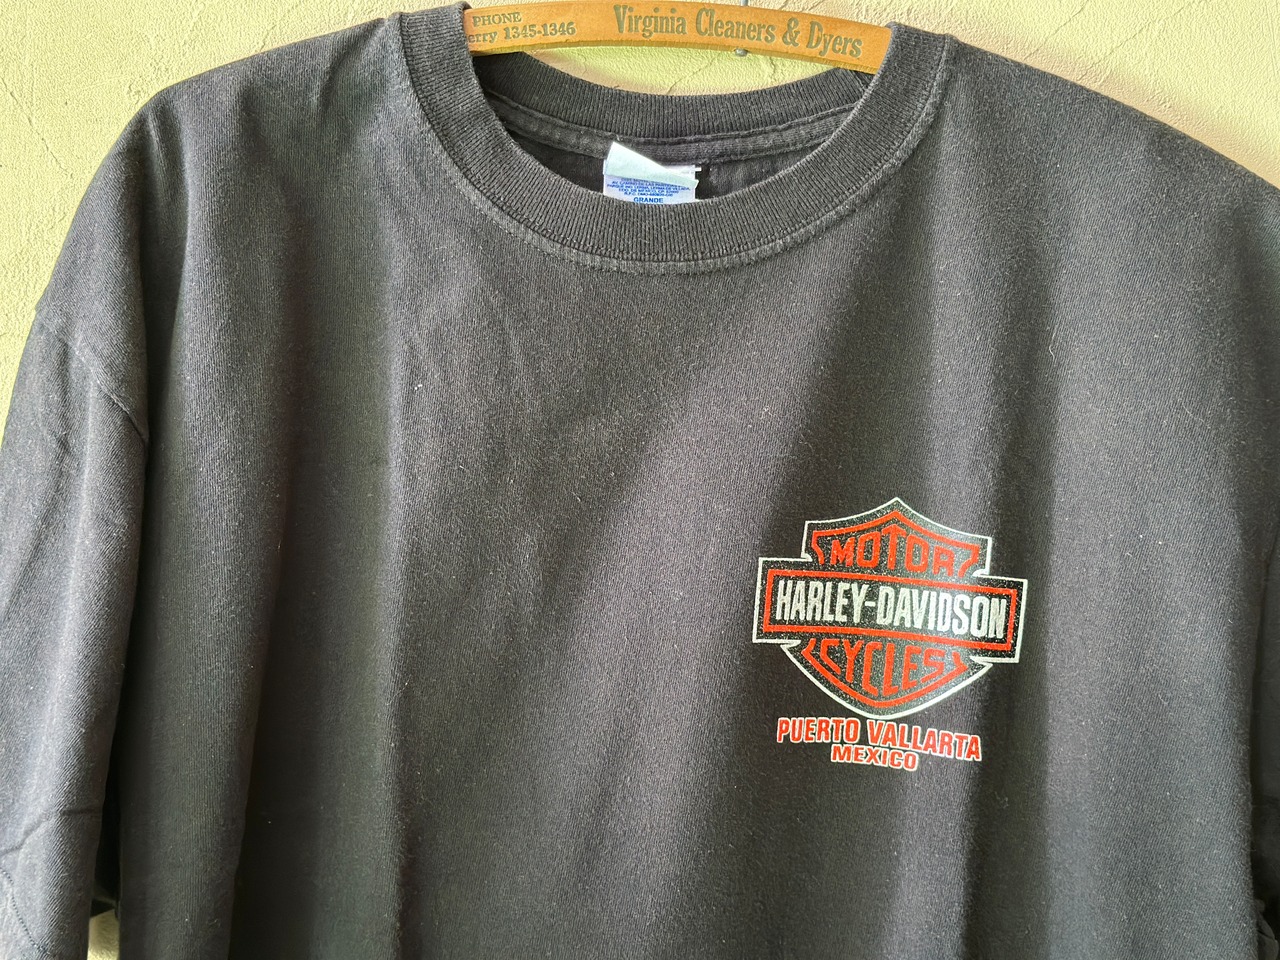 PHONE
erry 1345-1346
Virginia Cleaners & Dyers
GRANDE
MOTOR
HARLEY-DAVIDSON
CYCLES
PUERTO VALLARTA
MEXICO